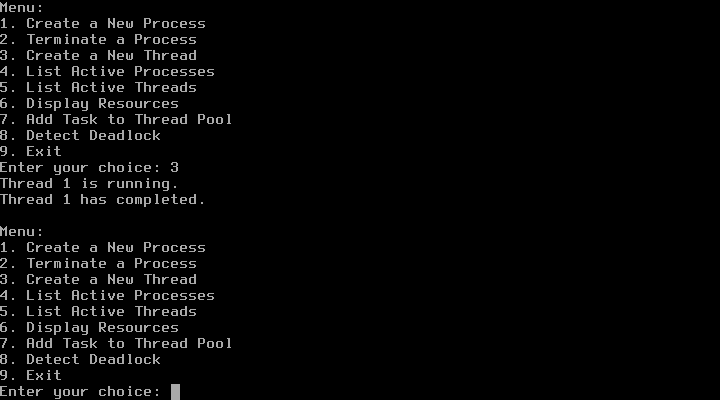 Menu:
1. Create a New Process
2. Terminate a Process
3. Create a New Thread
4. List Active Processes
5. List Active Threads
6. Display Resources
7. Add Task to Thread Pool
8. Detect Deadlock
9. Exit
Enter your choice: 3
Thread 1 is running.
Thread 1 has completed.
Menu:
1. Create a New Process
2. Terminate a Process
3. Create a New Thread
4. List Active Processes
5. List Active Threads
6. Display Resources
7. Add Task to Thread Pool
8. Detect Deadlock
9. Exit
Enter your choice: